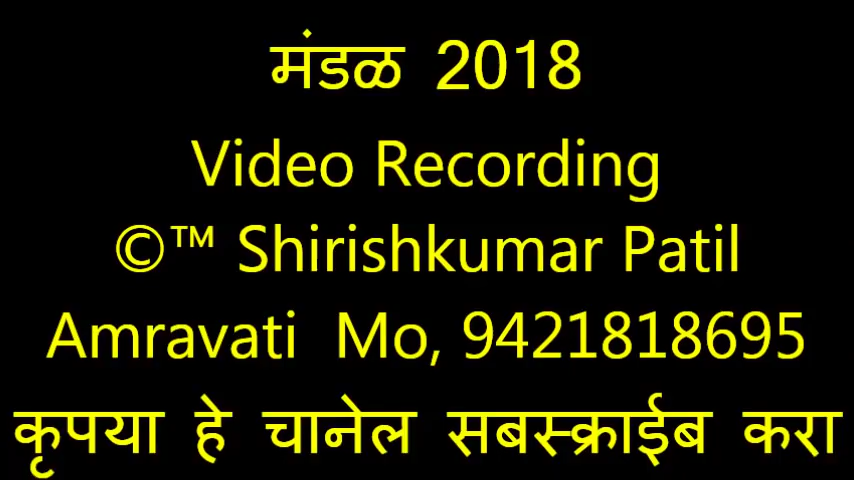 मंडळ 2018
Video Recording
©™ Shirishkumar Patil
Amravati Mo, 9421818695
कृपया हे चानेल सबस्क्राईब करा